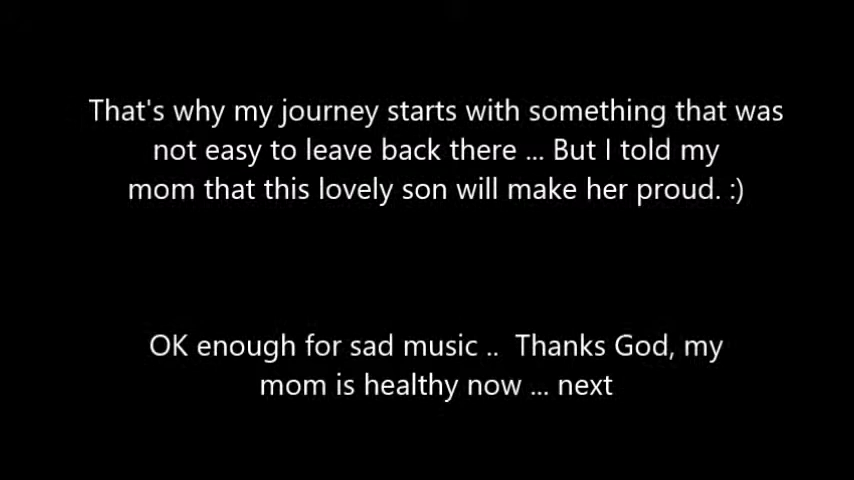 That's why my journey starts with something that was
not easy to leave back there ... But I told my
mom that this lovely son will make her proud. :)
OK enough for sad music ..  Thanks God, my
mom is healthy now ... next